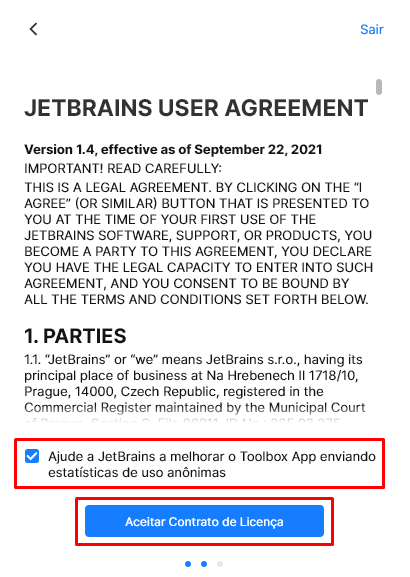 Sair
JETBRAINS USER AGREEMENT
Version 1.4, effective as of September 22, 2021
IMPORTANT! READ CAREFULLY:
THIS IS A LEGAL AGREEMENT. BY CLICKING ON THE “I
AGREE” (OR SIMILAR) BUTTON THAT IS PRESENTED TO
YOU AT THE TIME OF YOUR FIRST USE OF THE
JETBRAINS SOFTWARE, SUPPORT, OR PRODUCTS, YOU
BECOME A PARTY TO THIS AGREEMENT, YOU DECLARE
YOU HAVE THE LEGAL CAPACITY TO ENTER INTO SUCH
AGREEMENT, AND YOU CONSENT TO BE BOUND BY
ALL THE TERMS AND CONDITIONS SET FORTH BELOW.
1. PARTIES
1.1. “JetBrains” or “we” means JetBrains s.r.o., having its
principal place of business at Na Hrebenech II 1718/10,
Prague, 14000, Czech Republic, registered in the
Commercial Register maintained by the Municipal Court
of Prague, Section C, File
Ajude a JetBrains a melhorar o Toolbox App enviando
estatísticas de uso anônimas
Aceitar Contrato de Licença